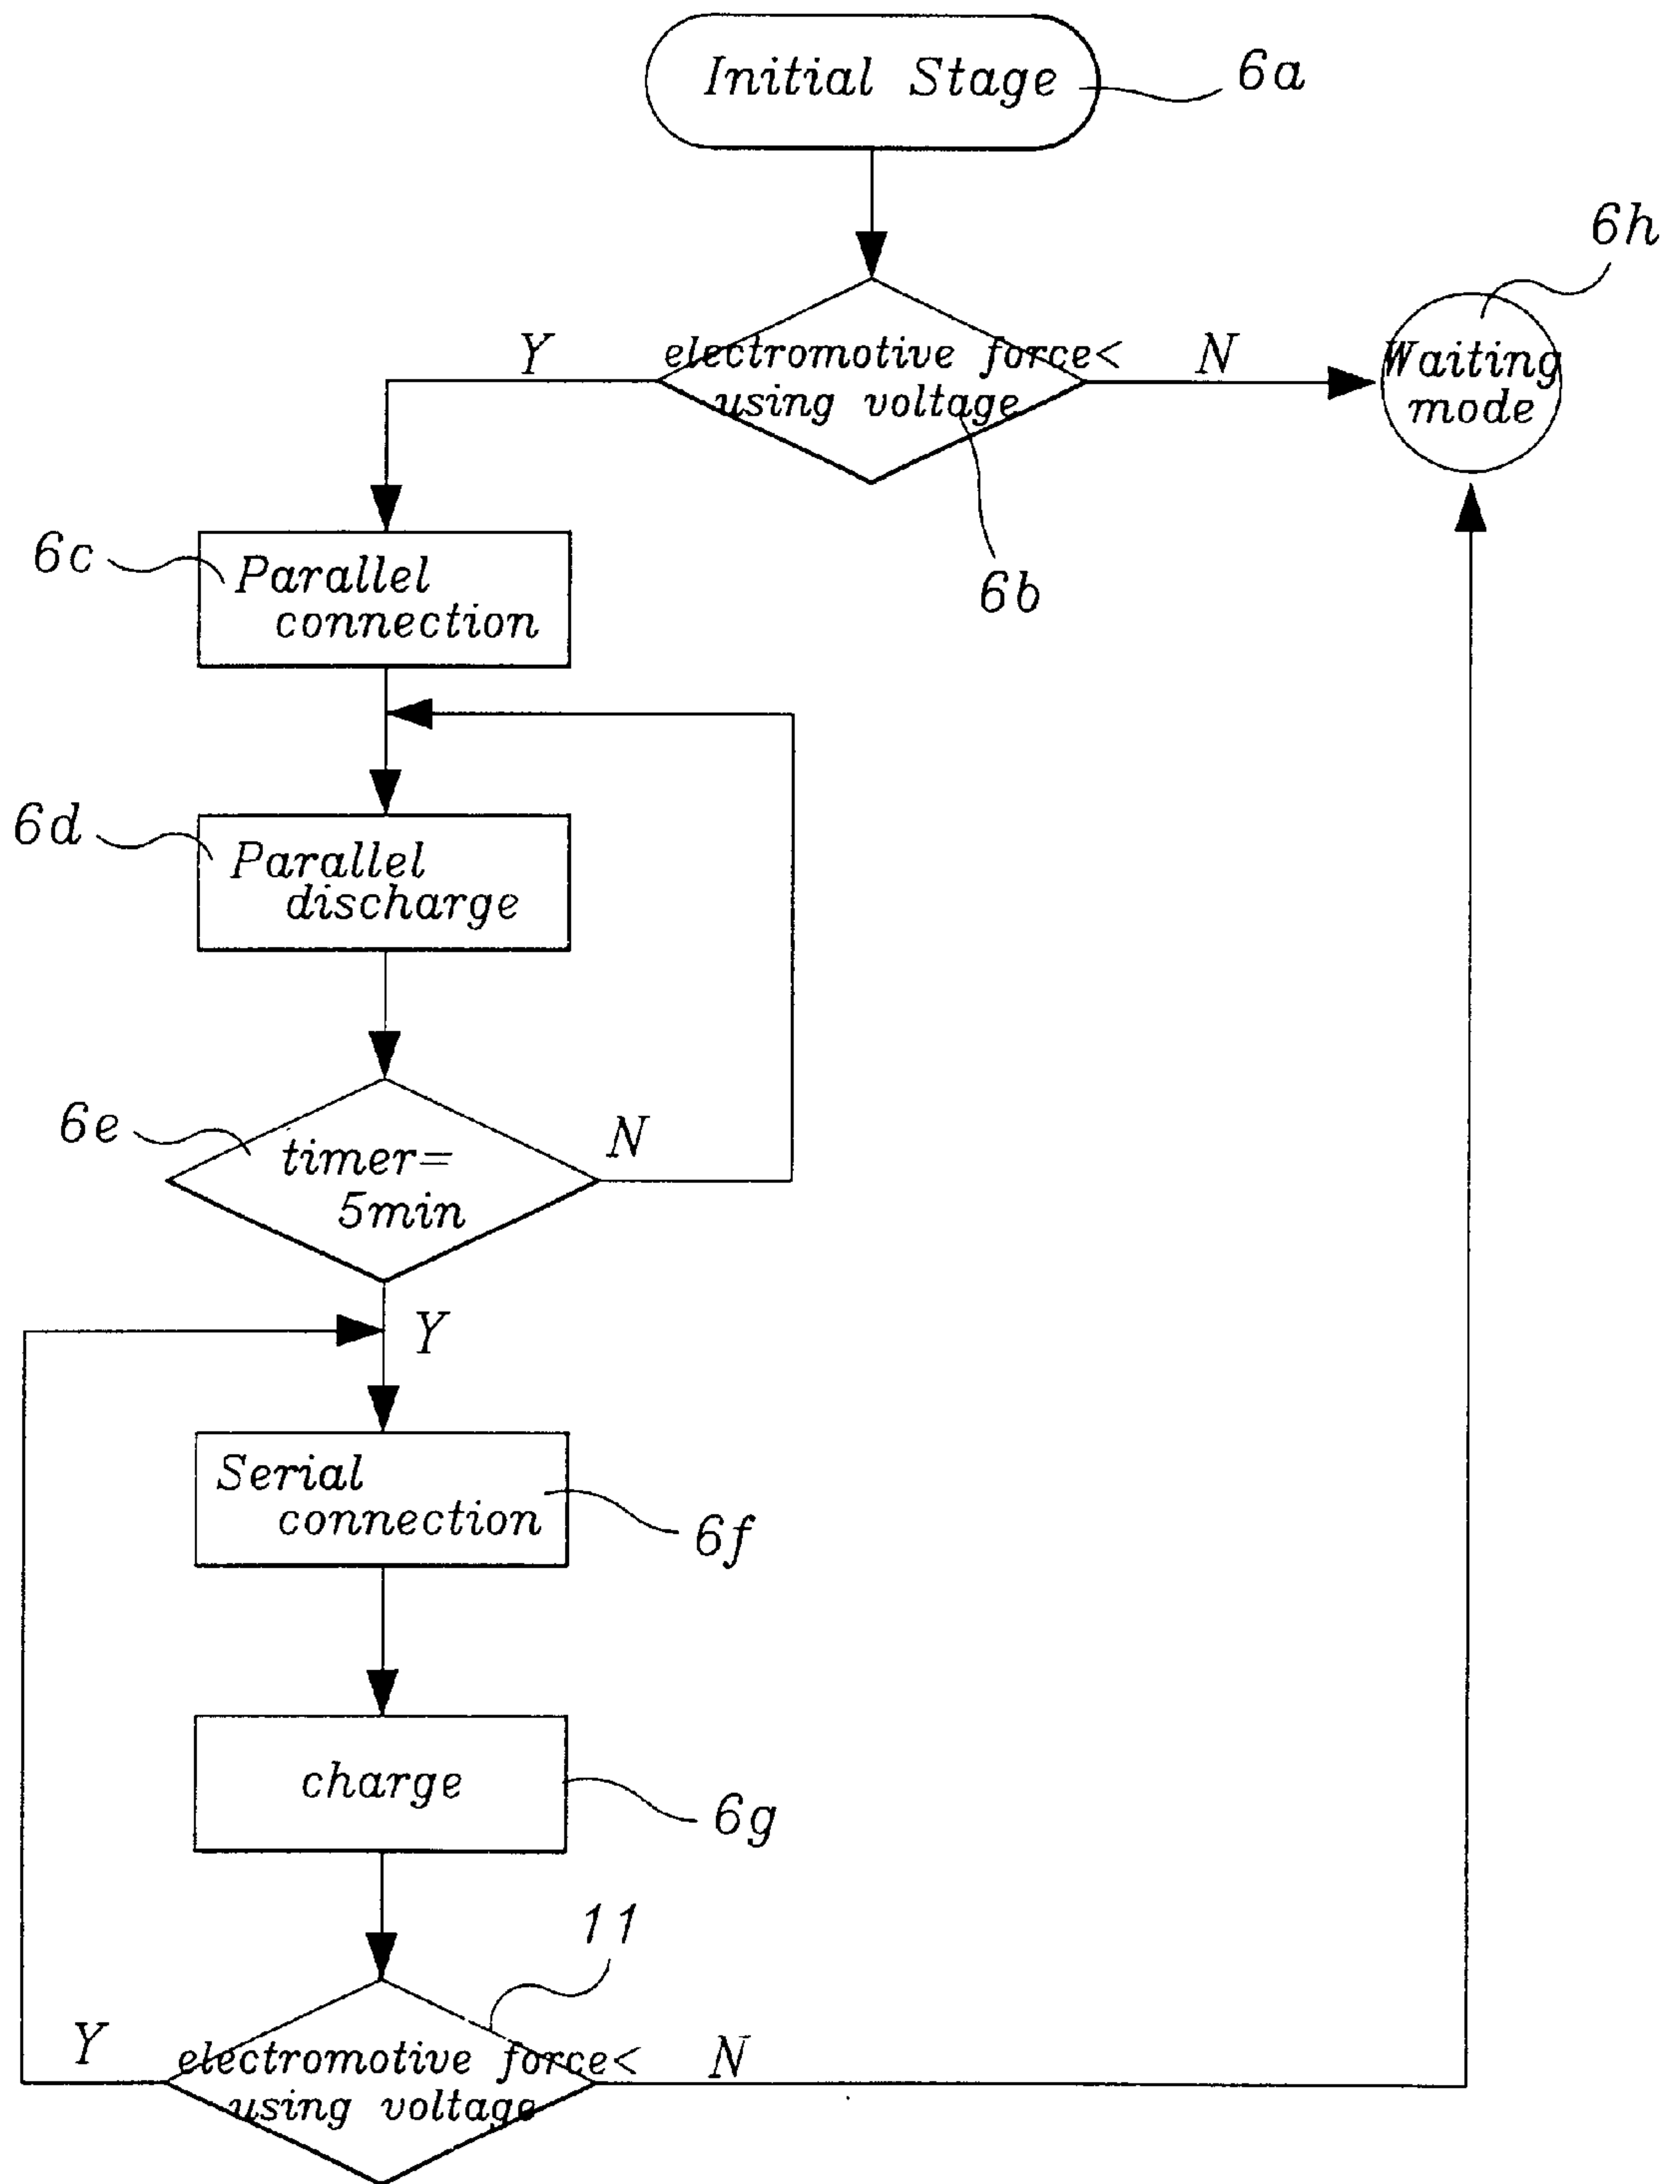 Initial Stage
6a
6h
Y
electromotive force<
using voltage
N
Waiting
mode
6b
6c
Parallel
connection
6d
Parallel
discharge
6e
timer=
5min
N
Y
Serial
connection
6f
charge
6g
11
Y
electromotive force<
using voltage
N